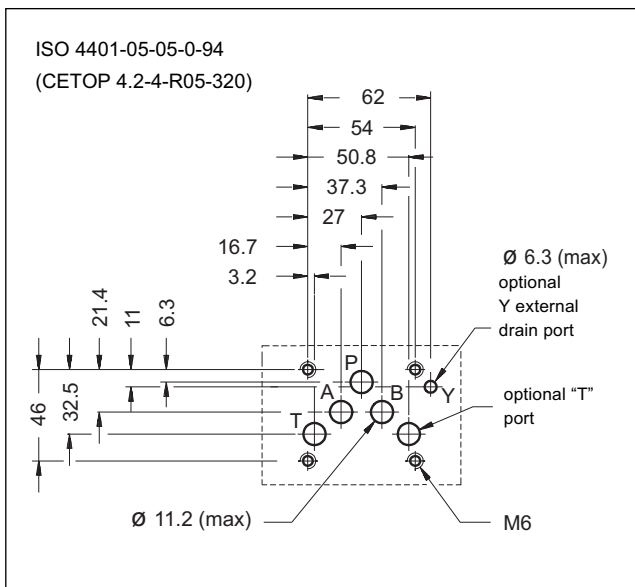 ISO 4401-05-05-0-94
(CETOP 4.2-4-R05-320)
62
54
50.8
37.3
27
16.7
3.2
Ø 6.3 (max)
optional
Y external
drain port
21.4
11
6.3
P
A
B
Y
T
46
32.5
optional “T”
port
Ø 11.2 (max)
M6